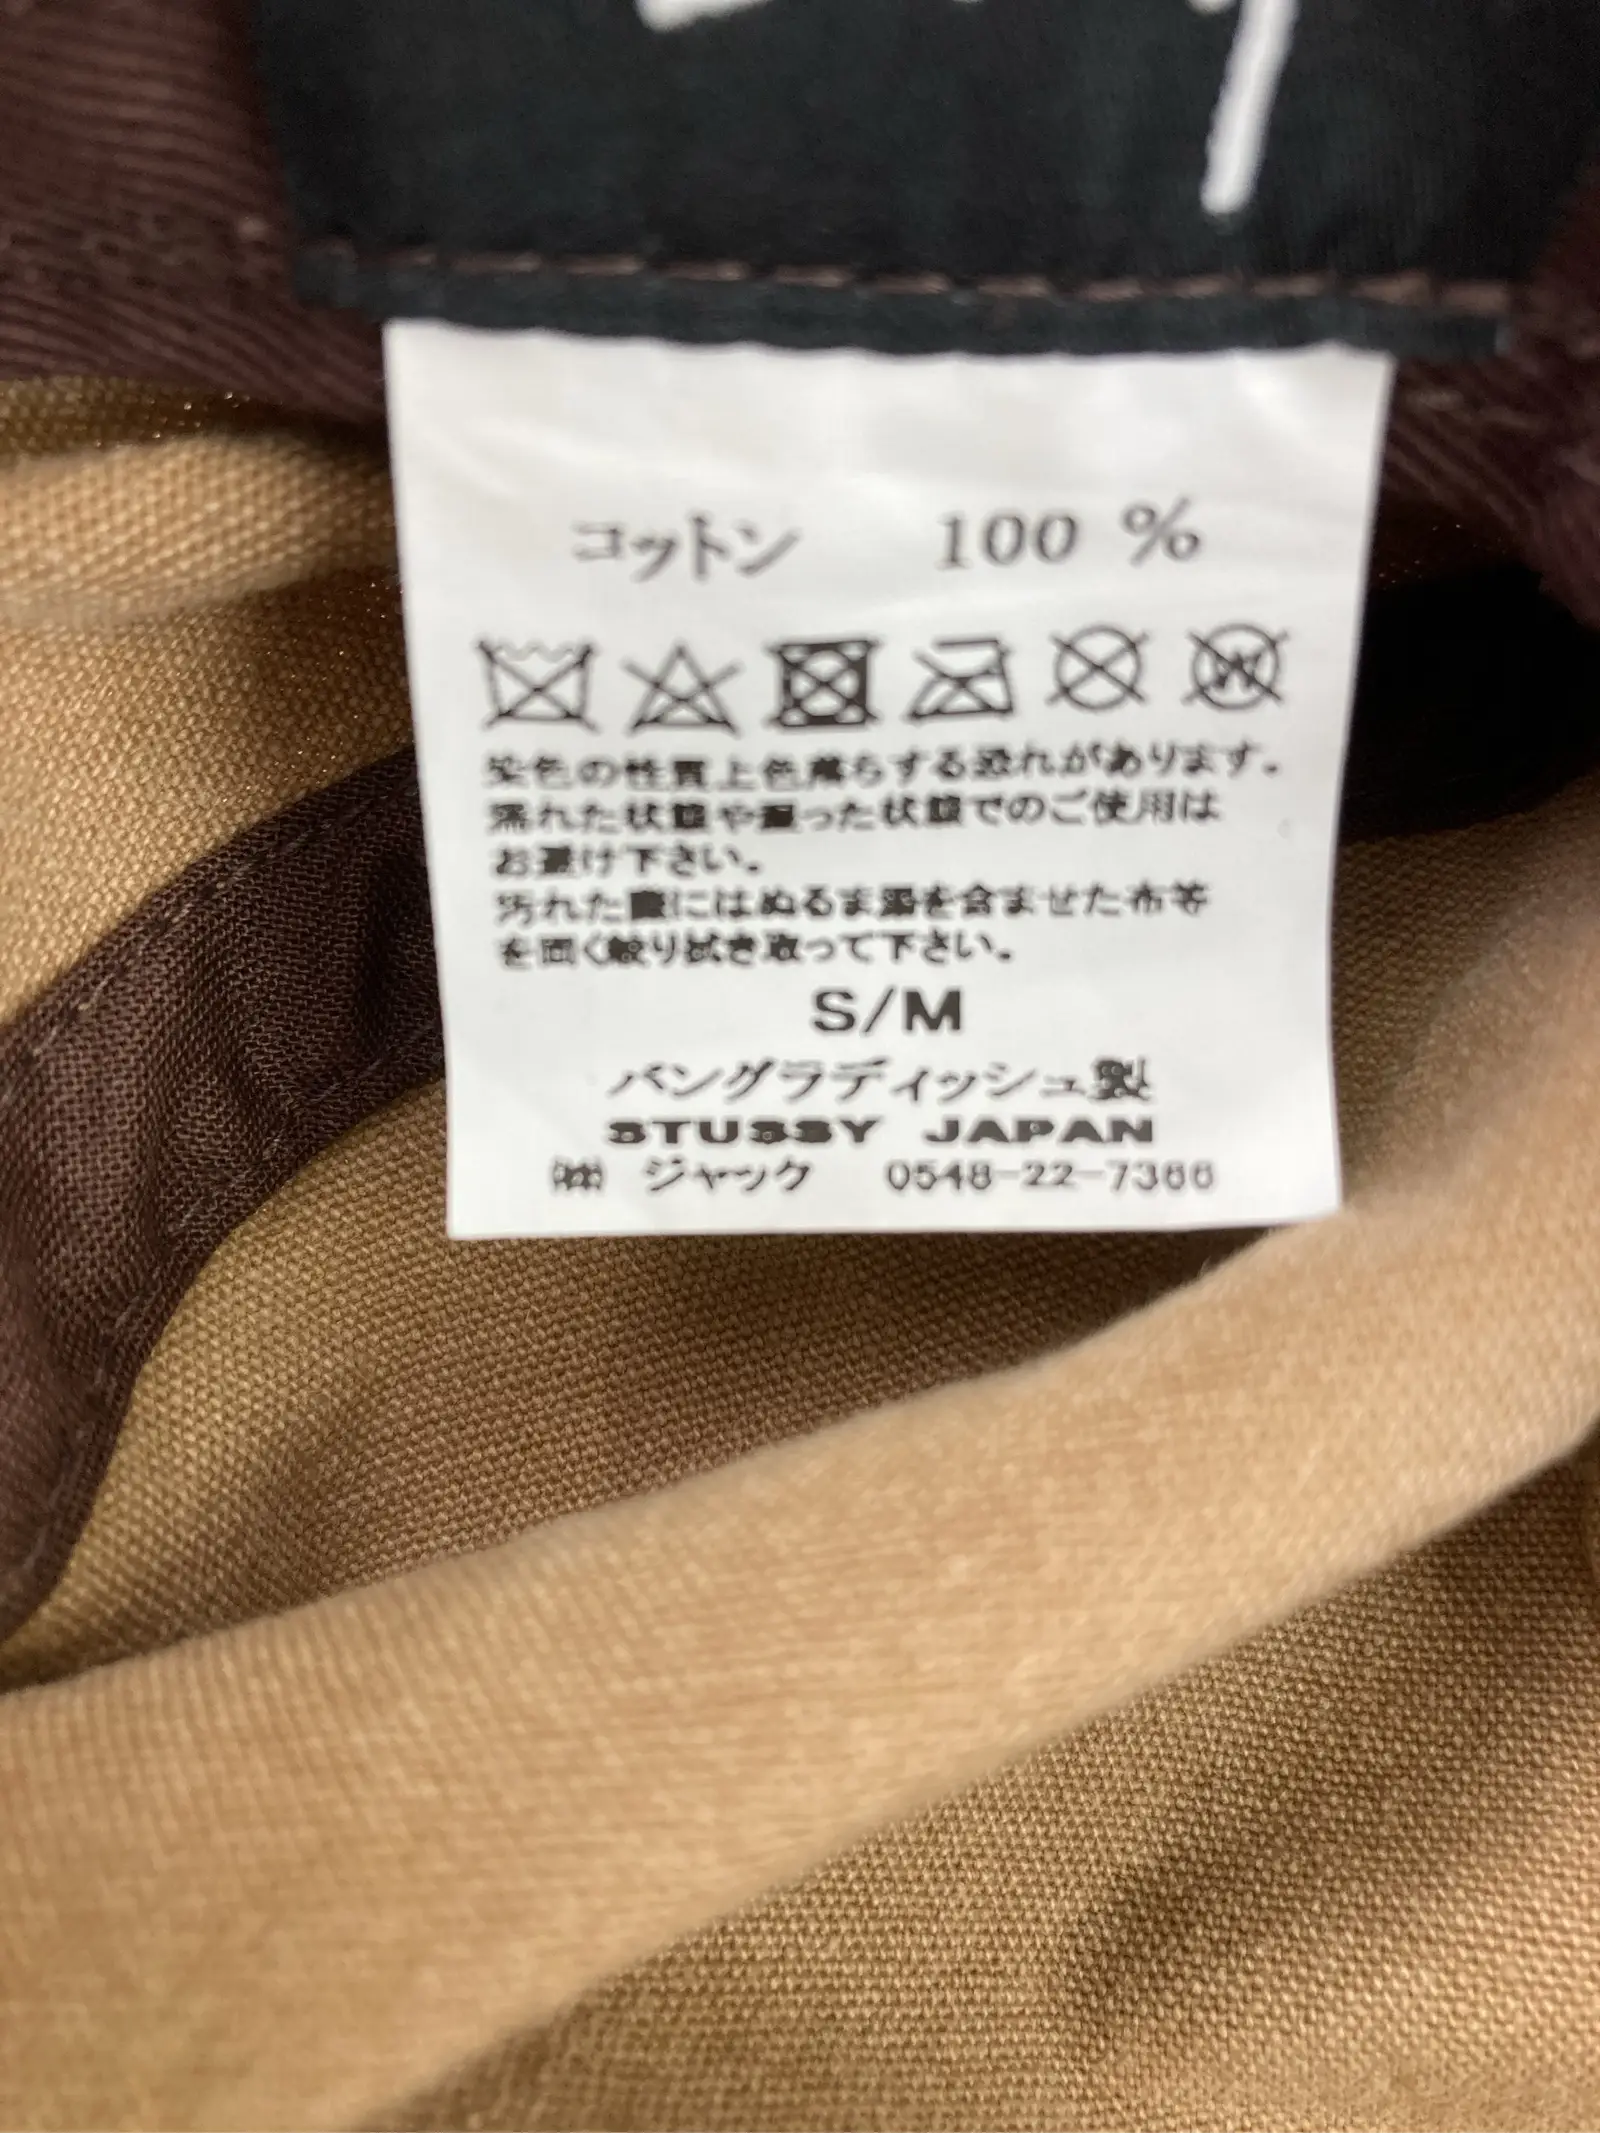 コットン 100 %
染色の性質上色落ちする恐れがあります。
濡れた状態や湿った状態でのご使用は
お避け下さい。
汚れた際にはぬるま湯を含ませた布等
を固く絞り拭き取って下さい。
S/M
バングラディッシュ製
STUSSY JAPAN
㈱ ジャック 0548-22-7366